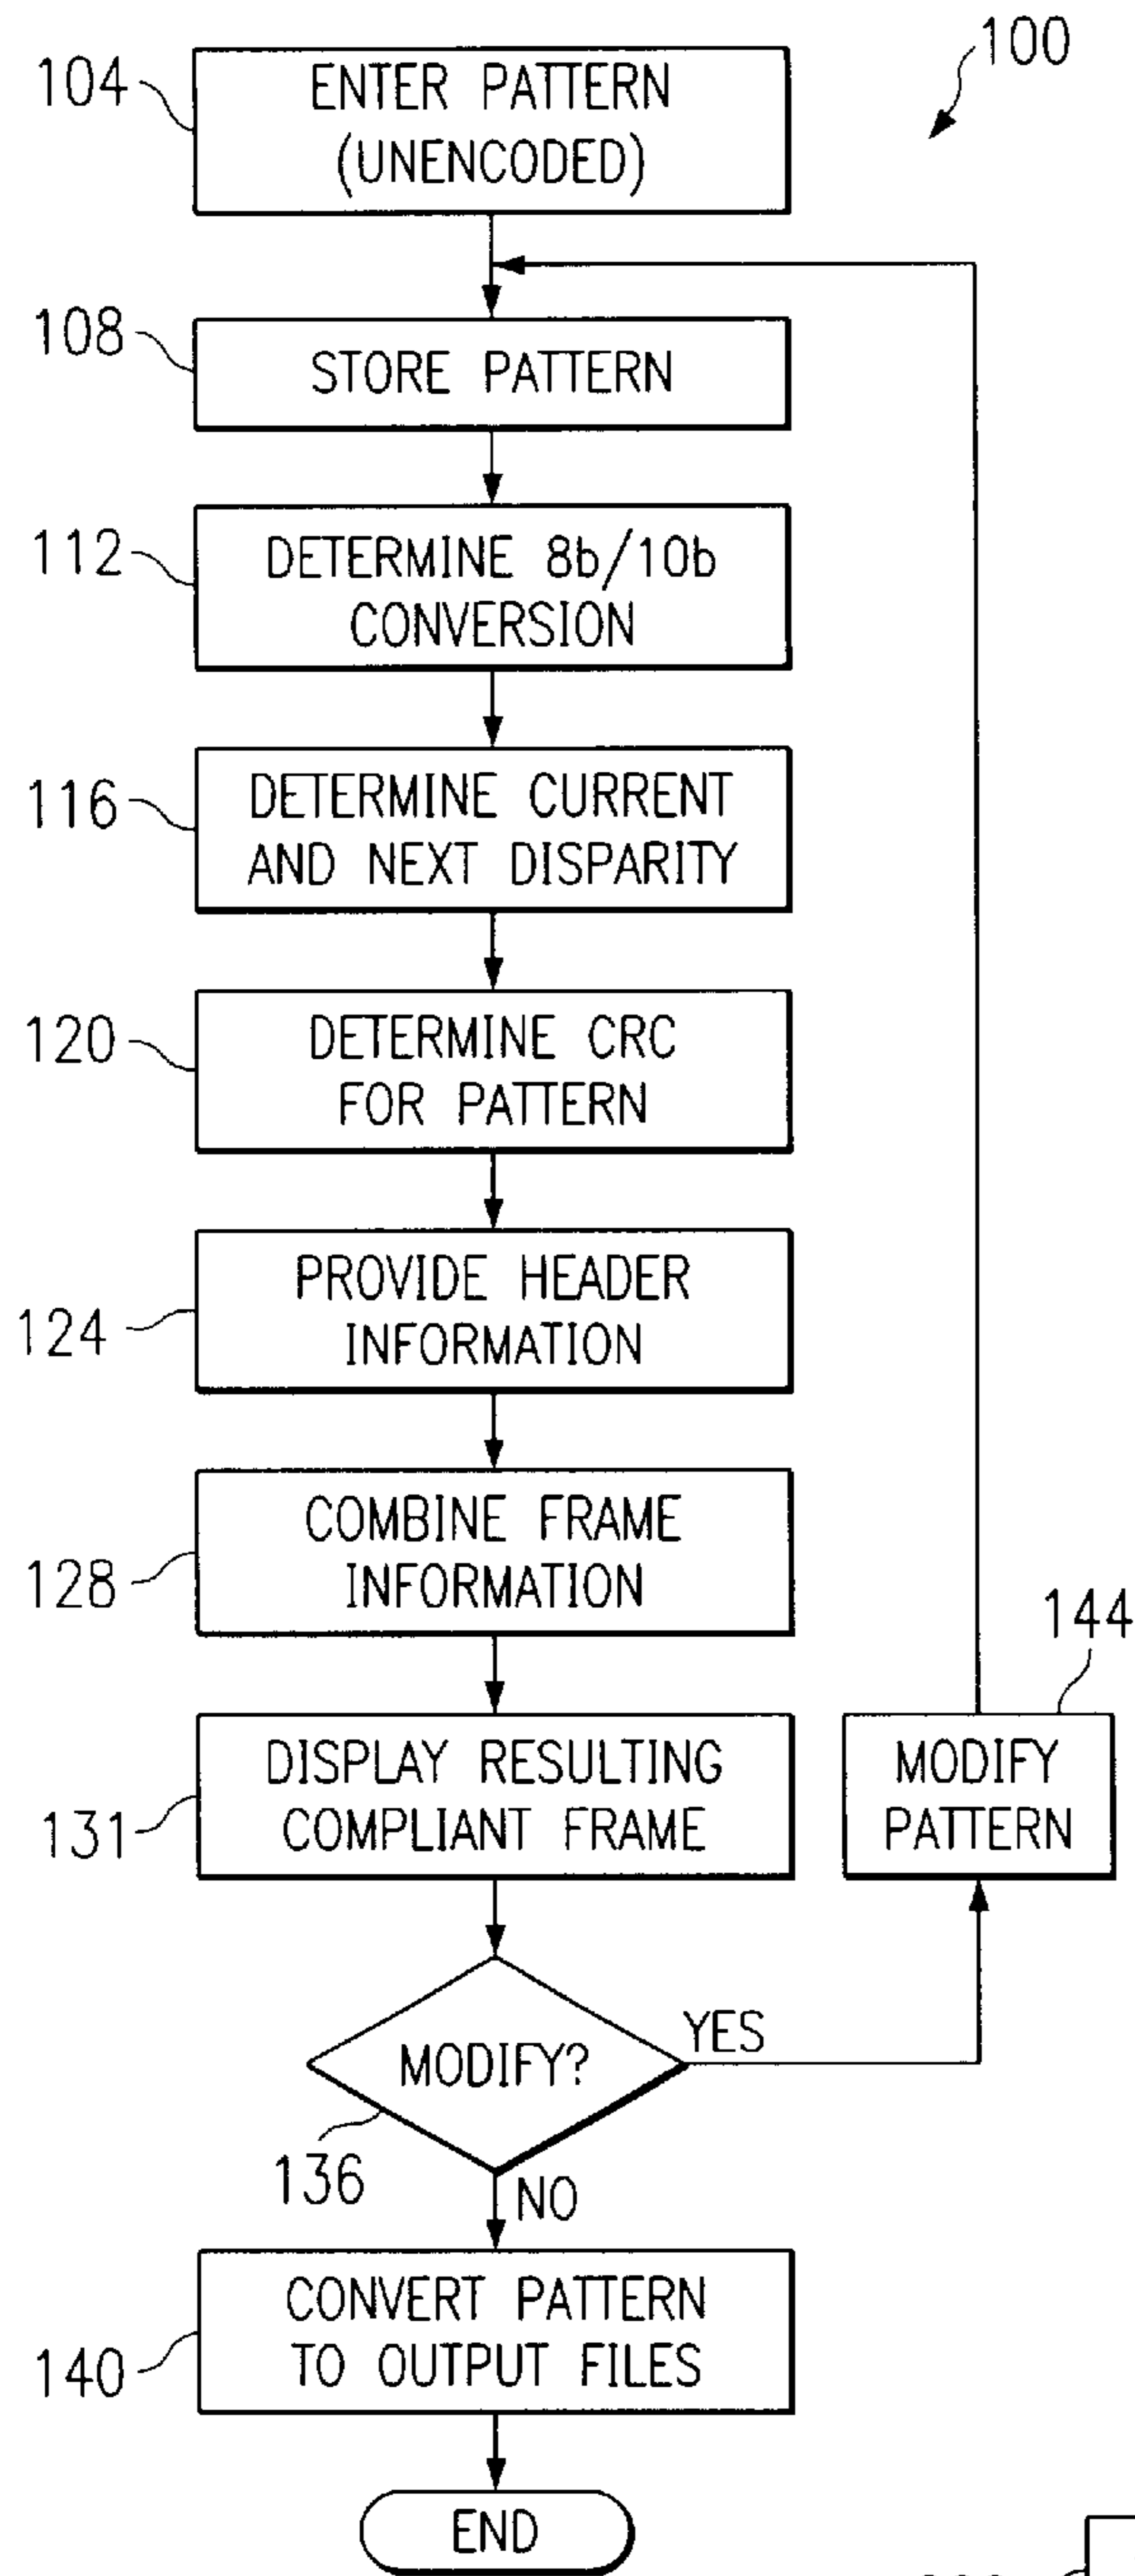 100
104
ENTER PATTERN
(UNENCODED)
108
STORE PATTERN
112
DETERMINE 8b/10b
CONVERSION
116
DETERMINE CURRENT
AND NEXT DISPARITY
120
DETERMINE CRC
FOR PATTERN
124
PROVIDE HEADER
INFORMATION
128
COMBINE FRAME
INFORMATION
131
DISPLAY RESULTING
COMPLIANT FRAME
144
MODIFY
PATTERN
MODIFY?
YES
136
NO
140
CONVERT PATTERN
TO OUTPUT FILES
END